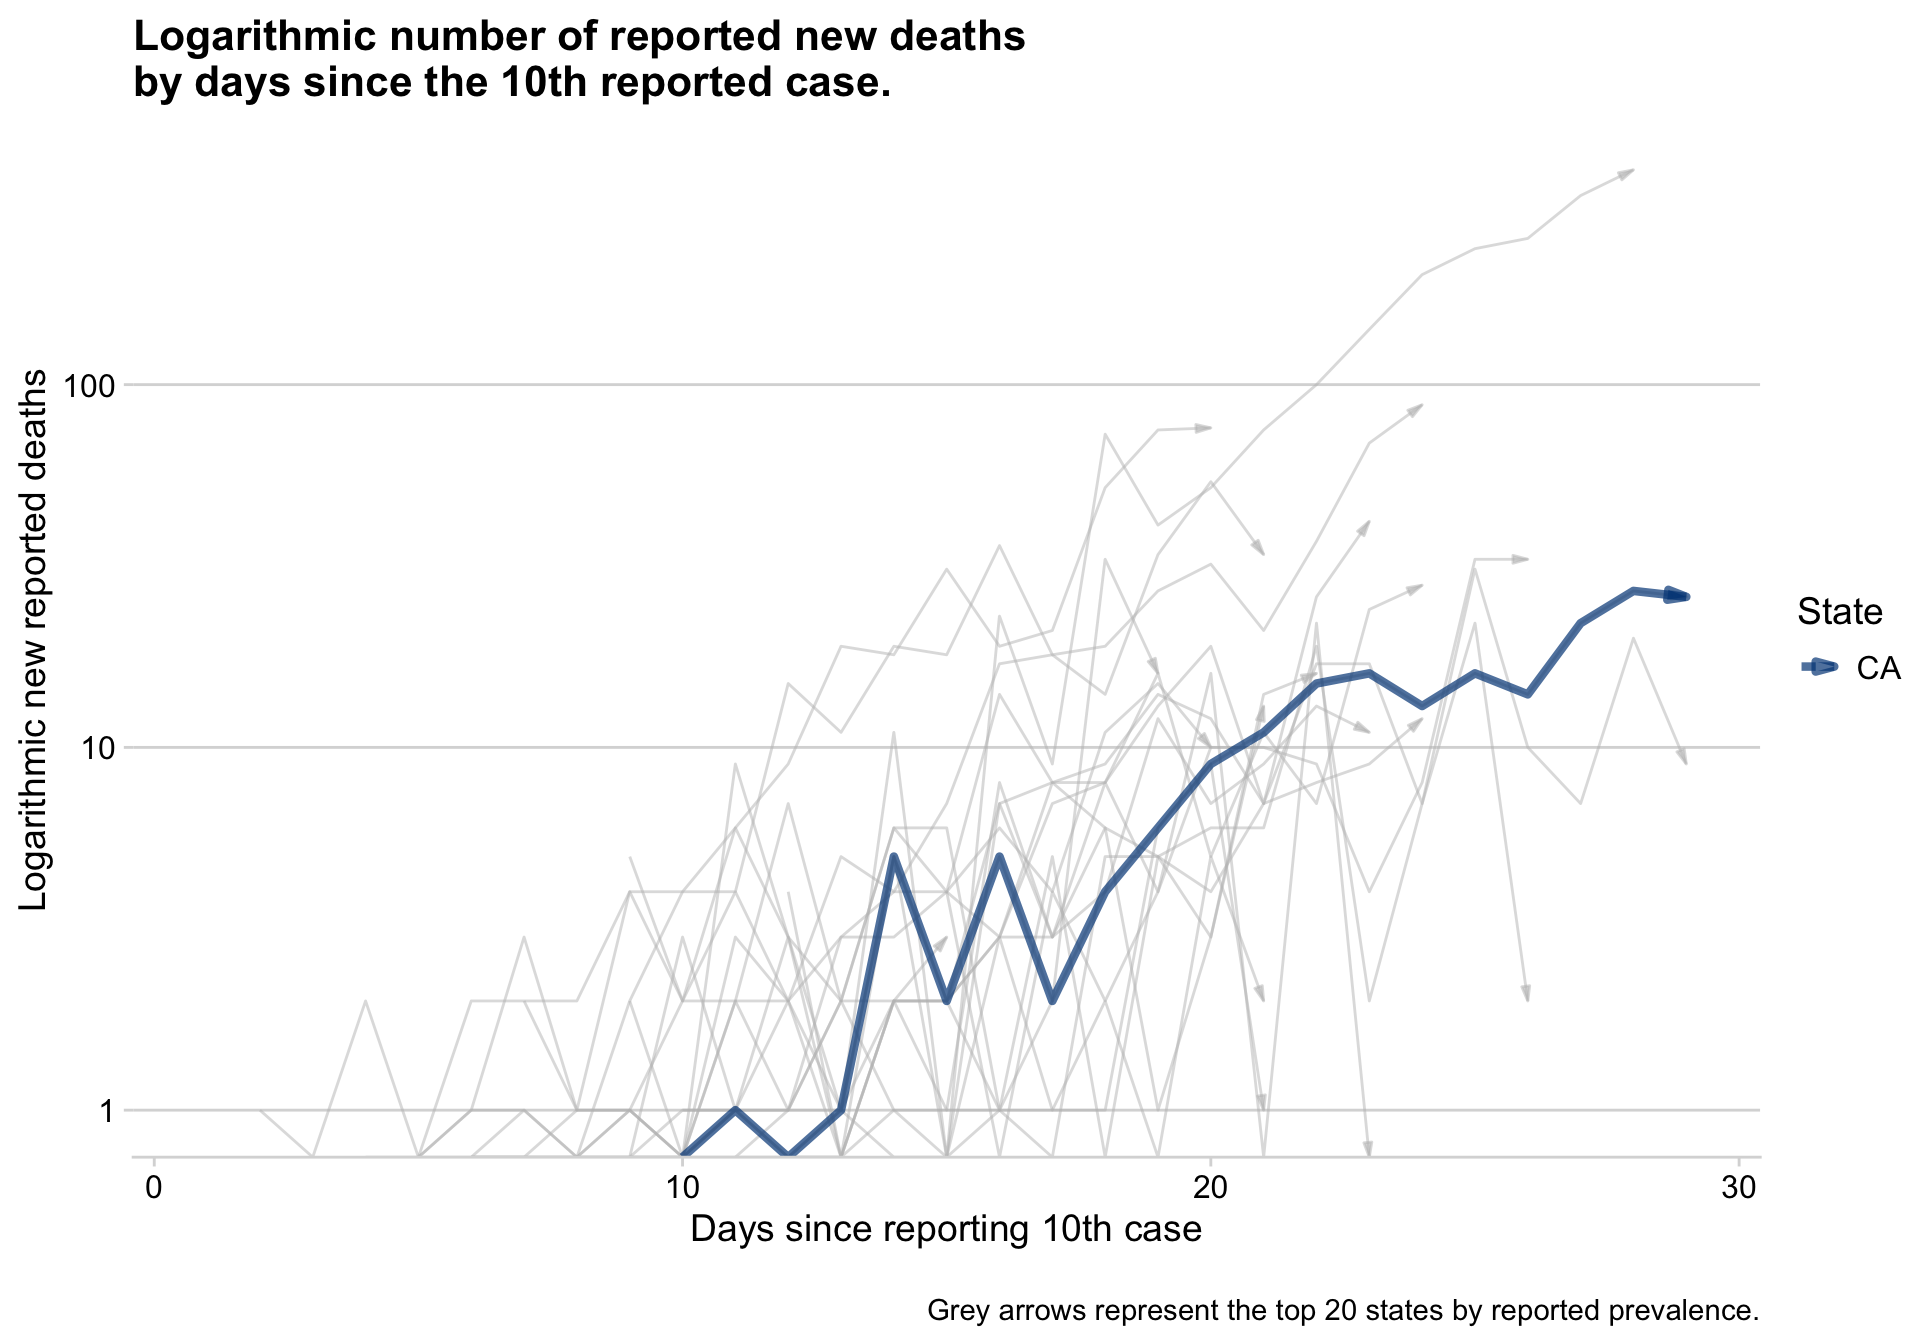 Logarithmic number of reported new deaths
by days since the 10th reported case.
Logarithmic new reported deaths
100
10
1
0
10
20
30
Days since reporting 10th case
State
CA
Grey arrows represent the top 20 states by reported prevalence.